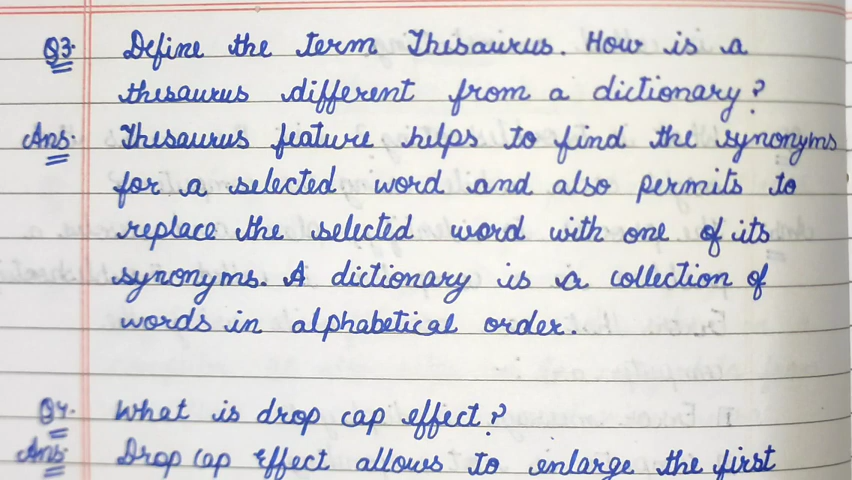 Q3. Define the term Thesaurus. How is a
thesaurus different from a dictionary?
Ans. Thesaurus feature helps to find the synonyms
for a selected word and also permits to
replace the selected word with one of its
synonyms. A dictionary is a collection of
words in alphabetical order.
Q4. What is drop cap effect?
Ans. Drop cap effect allows to enlarge the first